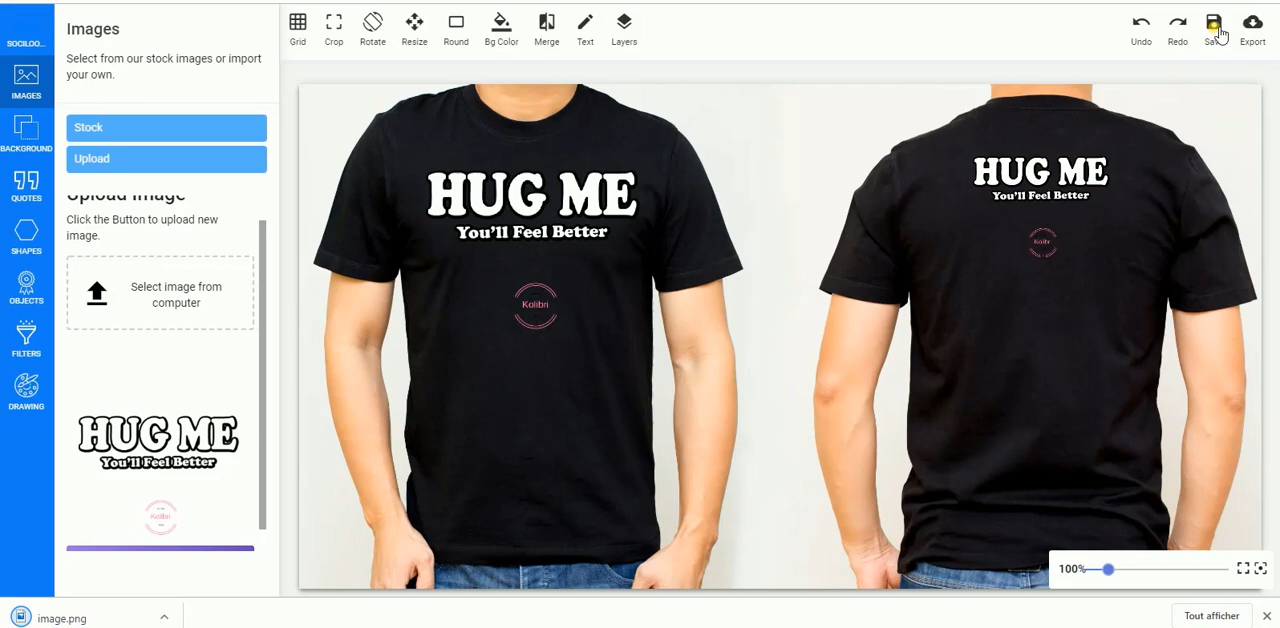 SOCILOO...
IMAGES
BACKGROUND
QUOTES
SHAPES
OBJECTS
FILTERS
DRAWING
Images
Select from our stock images or import
your own.
Stock
Upload
Upload Image
Click the Button to upload new
image.
Select image from
computer
HUG ME
You'll Feel Better
Kolibri
Grid
Crop
Rotate
Resize
Round
Bg Color
Merge
Text
Layers
Undo
Redo
Export
HUG ME
You'll Feel Better
Kolibri
HUG ME
You'll Feel Better
Kolibri
100%
image.png
Tout afficher